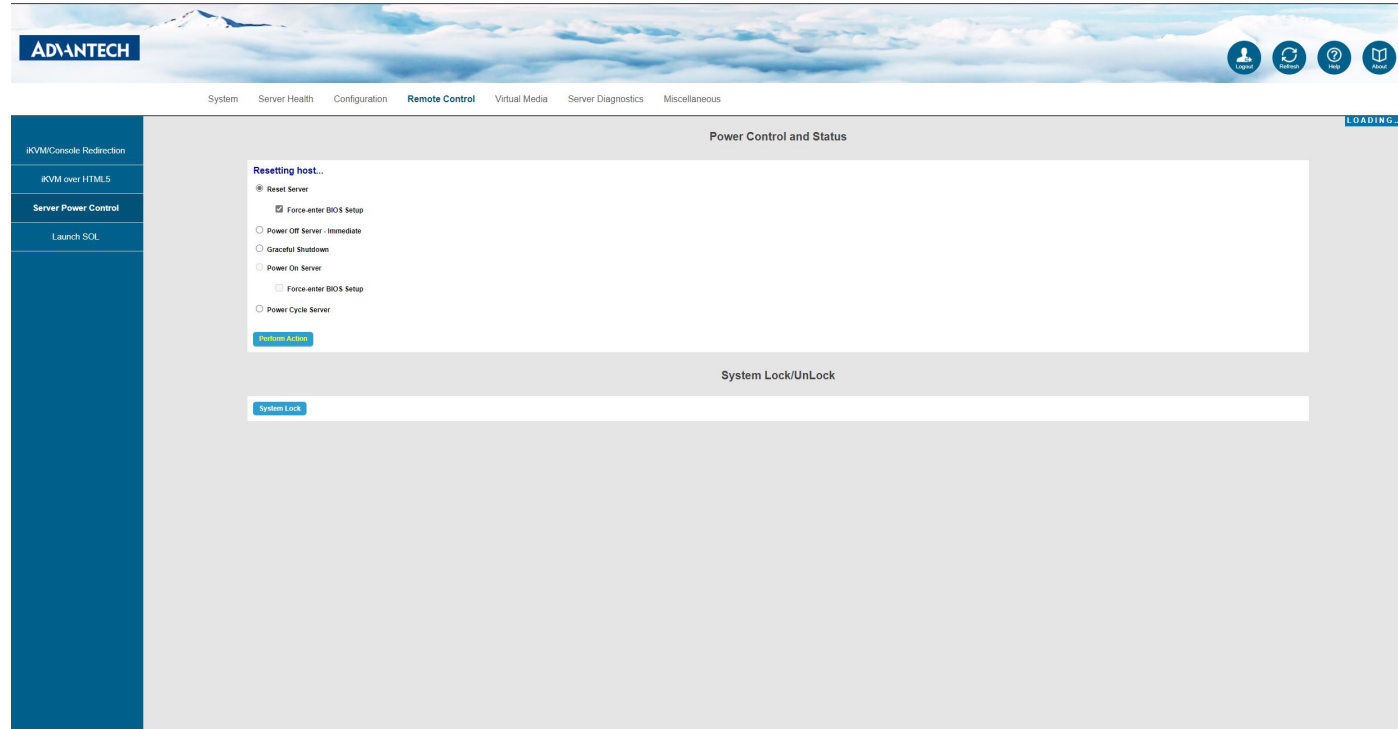 ADVANTECH
Logout
Refresh
Help
About
System Server Health Configuration Remote Control Virtual Media Server Diagnostics Miscellaneous
LOADING...
iKVM/Console Redirection
iKVM over HTML5
Server Power Control
Launch SOL
Power Control and Status
Resetting host...
Reset Server
Force-enter BIOS Setup
Power Off Server - Immediate
Graceful Shutdown
Power On Server
Force-enter BIOS Setup
Power Cycle Server
Perform Action
System Lock/UnLock
System Lock